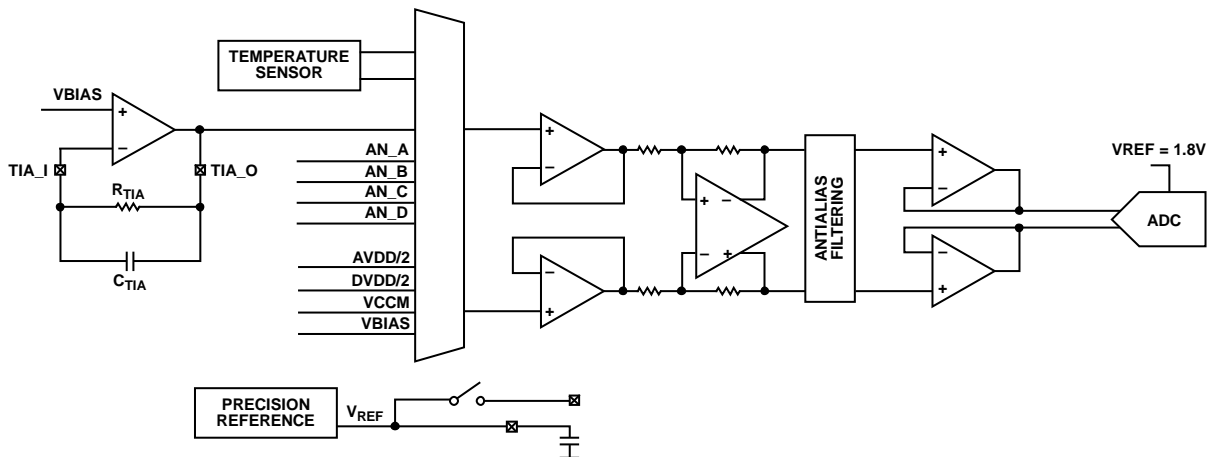 TEMPERATURE
SENSOR
VBIAS
+
−
TIA_I
TIA_O
RTIA
CTIA
AN_A
AN_B
AN_C
AN_D
AVDD/2
DVDD/2
VCCM
VBIAS
+
−
−
+
+ −
− +
ANTIALIAS
FILTERING
+
−
−
+
VREF = 1.8V
ADC
PRECISION
REFERENCE
VREF